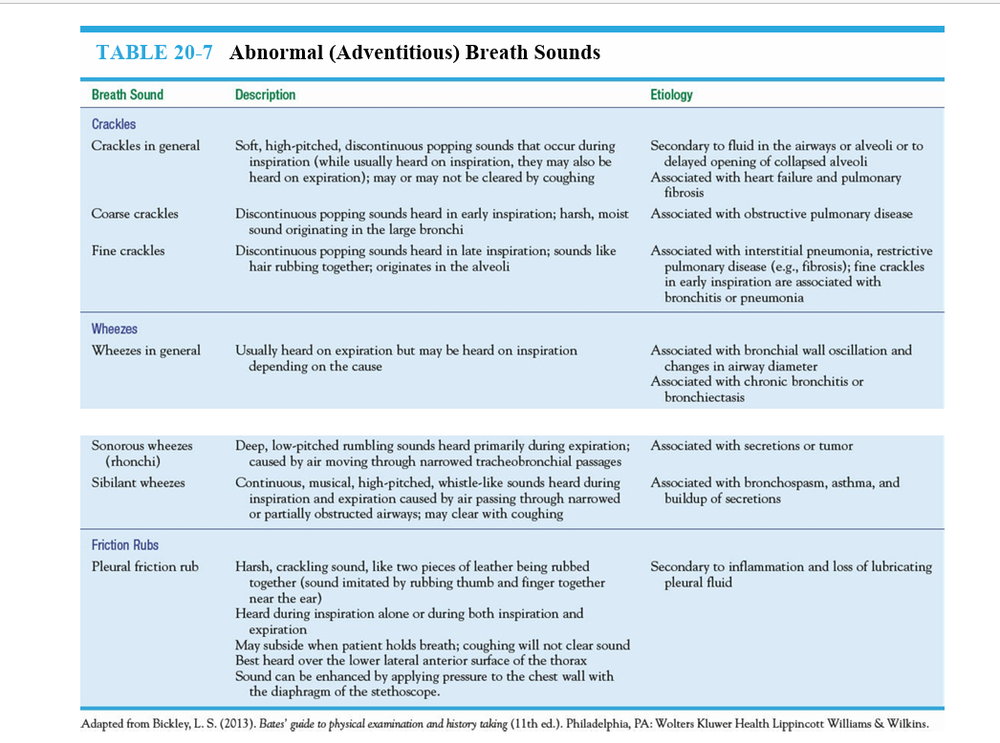 TABLE 20-7 Abnormal (Adventitious) Breath Sounds
Breath Sound Description Etiology
Crackles
Crackles in general Soft, high-pitched, discontinuous popping sounds that occur during Secondary to fluid in the airways or alveoli or to
inspiration (while usually heard on inspiration, they may also be delayed opening of collapsed alveoli
heard on expiration); may or may not be cleared by coughing Associated with heart failure and pulmonary
fibrosis
Coarse crackles Discontinuous popping sounds heard in early inspiration; harsh, moist Associated with obstructive pulmonary disease
sound originating in the large bronchi
Fine crackles Discontinuous popping sounds heard in late inspiration; sounds like Associated with interstitial pneumonia, restrictive
hair rubbing together; originates in the alveoli pulmonary disease (e.g., fibrosis); fine crackles
in early inspiration are associated with
bronchitis or pneumonia
Wheezes
Wheezes in general Usually heard on expiration but may be heard on inspiration Associated with bronchial wall oscillation and
depending on the cause changes in airway diameter
Associated with chronic bronchitis or
bronchiectasis
Sonorous wheezes Deep, low-pitched rumbling sounds heard primarily during expiration; Associated with secretions or tumor
(rhonchi) caused by air moving through narrowed tracheobronchial passages
Sibilant wheezes Continuous, musical, high-pitched, whistle-like sounds heard during Associated with bronchospasm, asthma, and
inspiration and expiration caused by air passing through narrowed buildup of secretions
or partially obstructed airways; may clear with coughing
Friction Rubs
Pleural friction rub Harsh, crackling sound, like two pieces of leather being rubbed Secondary to inflammation and loss of lubricating
together (sound imitated by rubbing thumb and finger together pleural fluid
near the ear)
Heard during inspiration alone or during both inspiration and
expiration
May subside when patient holds breath; coughing will not clear sound
Best heard over the lower lateral anterior surface of the thorax
Sound can be enhanced by applying pressure to the chest wall with
the diaphragm of the stethoscope.
Adapted from Bickley, L. S. (2013). Bates' guide to physical examination and history taking (11th ed.). Philadelphia, PA: Wolters Kluwer Health Lippincott Williams & Wilkins.